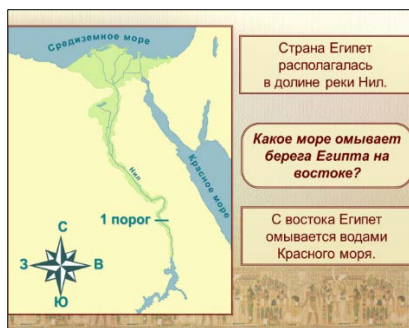 Средиземное море
Нил
Красное море
1 порог
С
З
В
Ю
Страна Египет
располагалась
в долине реки Нил.
Какое море омывает
берега Египта на
востоке?
С востока Египет
омывается водами
Красного моря.